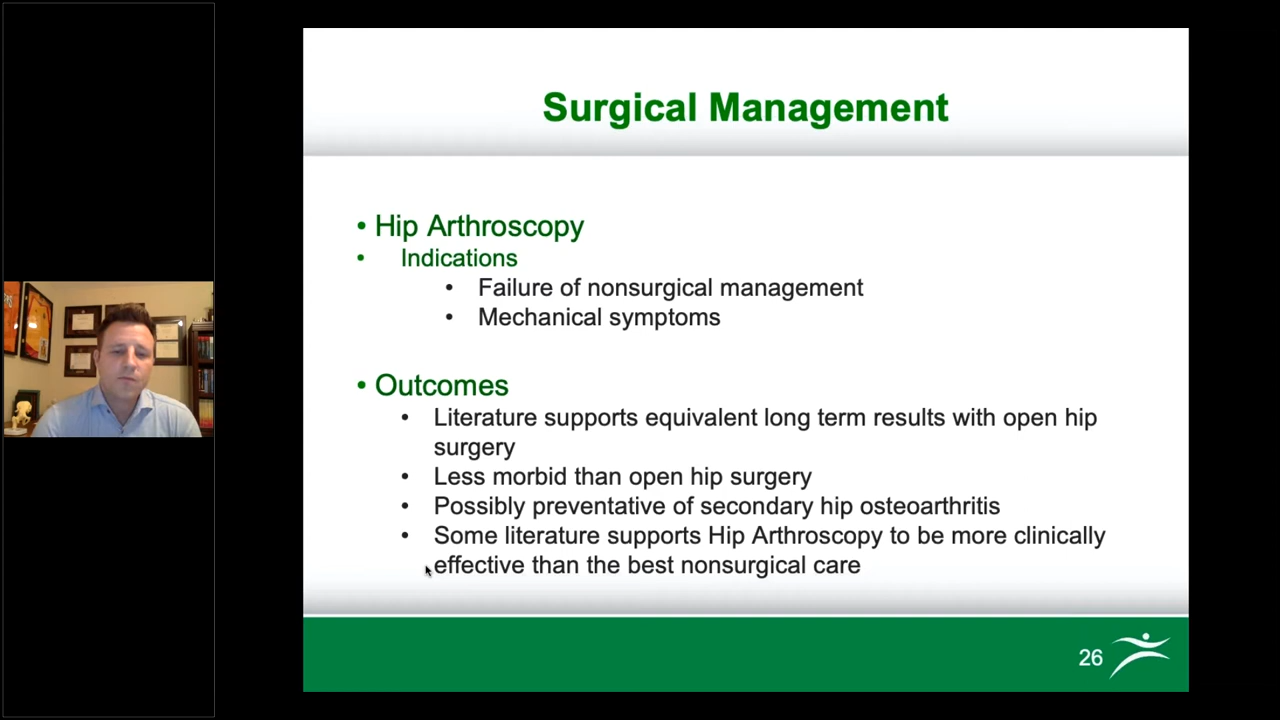 Surgical Management
• Hip Arthroscopy
• Indications
• Failure of nonsurgical management
• Mechanical symptoms
• Outcomes
• Literature supports equivalent long term results with open hip
surgery
• Less morbid than open hip surgery
• Possibly preventative of secondary hip osteoarthritis
• Some literature supports Hip Arthroscopy to be more clinically
effective than the best nonsurgical care
26